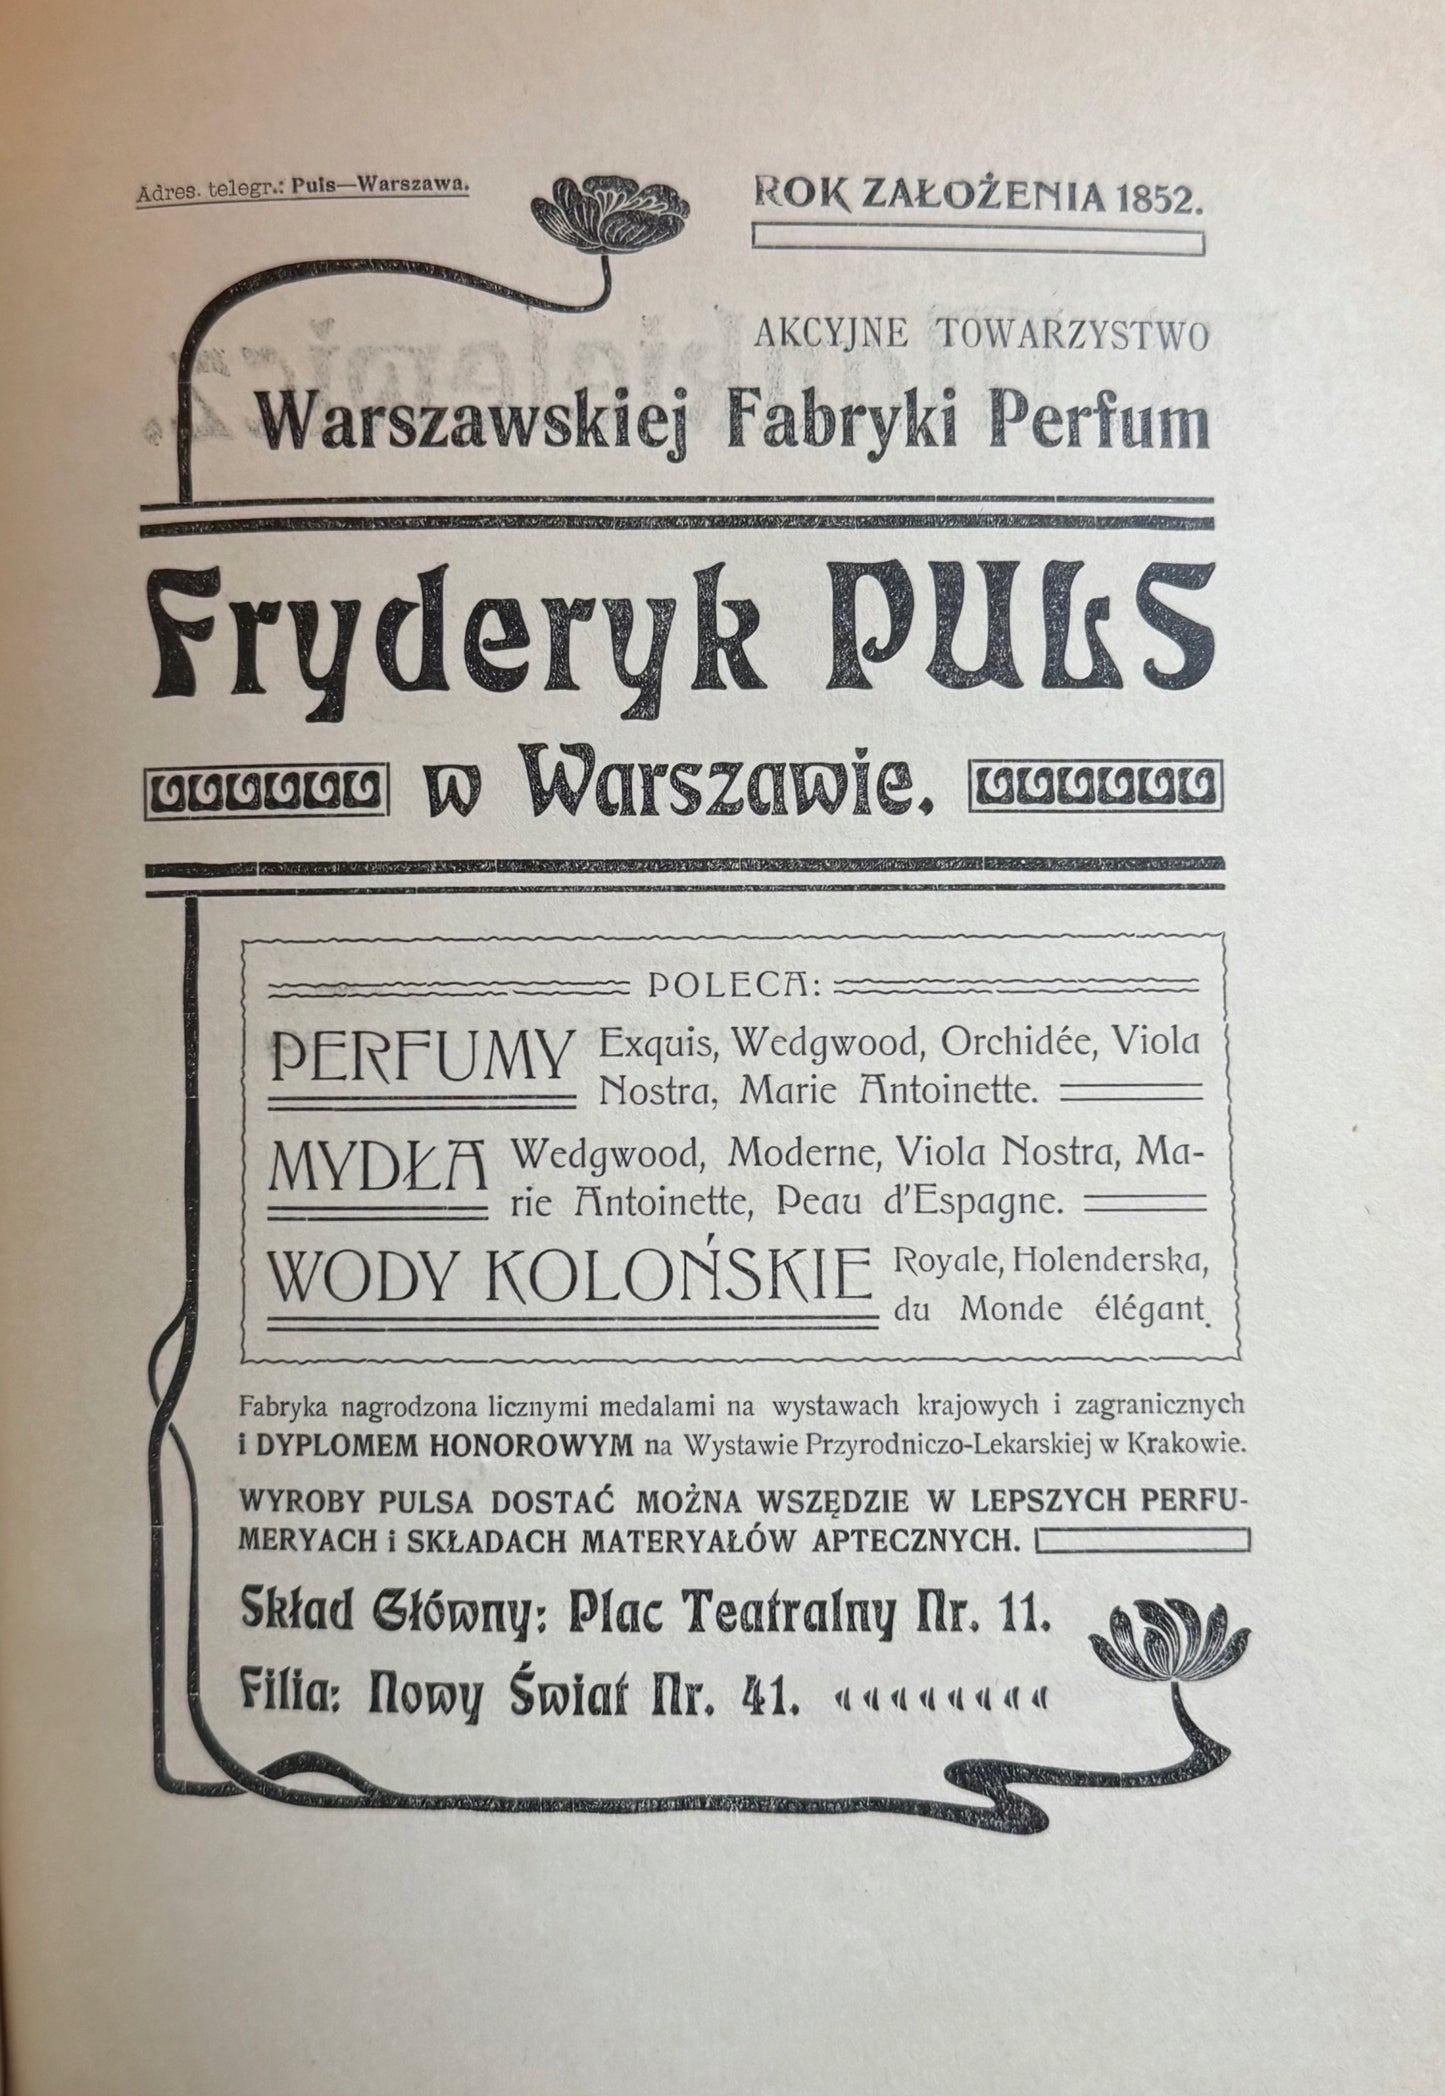 Adres. telegr.: Puls—Warszawa.
ROK ZAŁOŻENIA 1852.
AKCYJNE TOWARZYSTWO
Warszawskiej Fabryki Perfum
Fryderyk PULS
w Warszawie.
POLECA:
PERFUMY Exquis, Wedgwood, Orchidée, Viola
Nostra, Marie Antoinette.
MYDŁA Wedgwood, Moderne, Viola Nostra, Ma-
rie Antoinette, Peau d'Espagne.
WODY KOLOŃSKIE Royale, Holenderska,
du Monde élégant.
Fabryka nagrodzona licznymi medalami na wystawach krajowych i zagranicznych
i DYPLOMEM HONOROWYM na Wystawie Przyrodniczo-Lekarskiej w Krakowie.
WYROBY PULSA DOSTAĆ MOŻNA WSZĘDZIE W LEPSZYCH PERFU-
MERYACH i SKŁADACH MATERYAŁÓW APTECZNYCH.
Skład Główny: Plac Teatralny Nr. 11.
Filia: Nowy Świat Nr. 41.